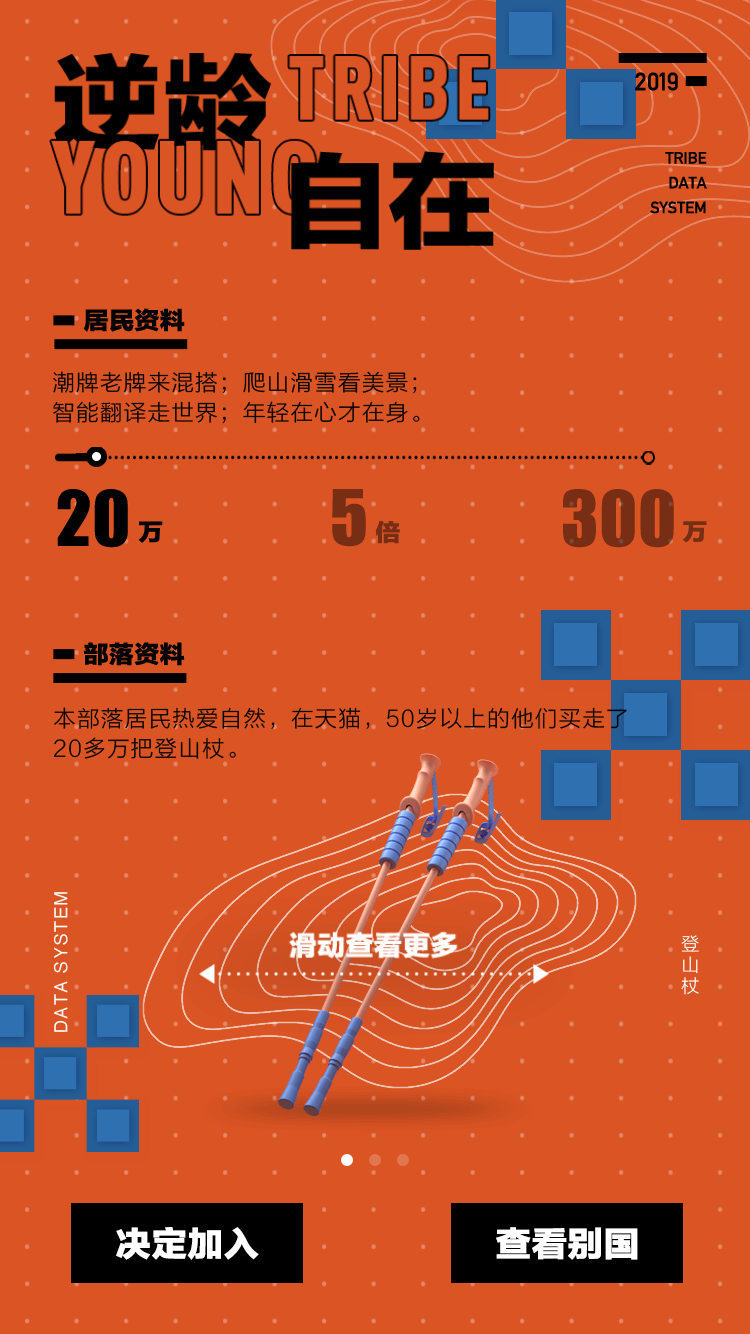 逆龄 TRIBE
YOUNG 自在
2019
TRIBE
DATA
SYSTEM
居民资料
潮牌老牌来混搭；爬山滑雪看美景；
智能翻译走世界；年轻在心才在身。
20万 5倍 300万
部落资料
本部落居民热爱自然，在天猫，50岁以上的他们买走了
20多万把登山杖。
DATA SYSTEM
滑动查看更多
登山杖
决定加入 查看别国